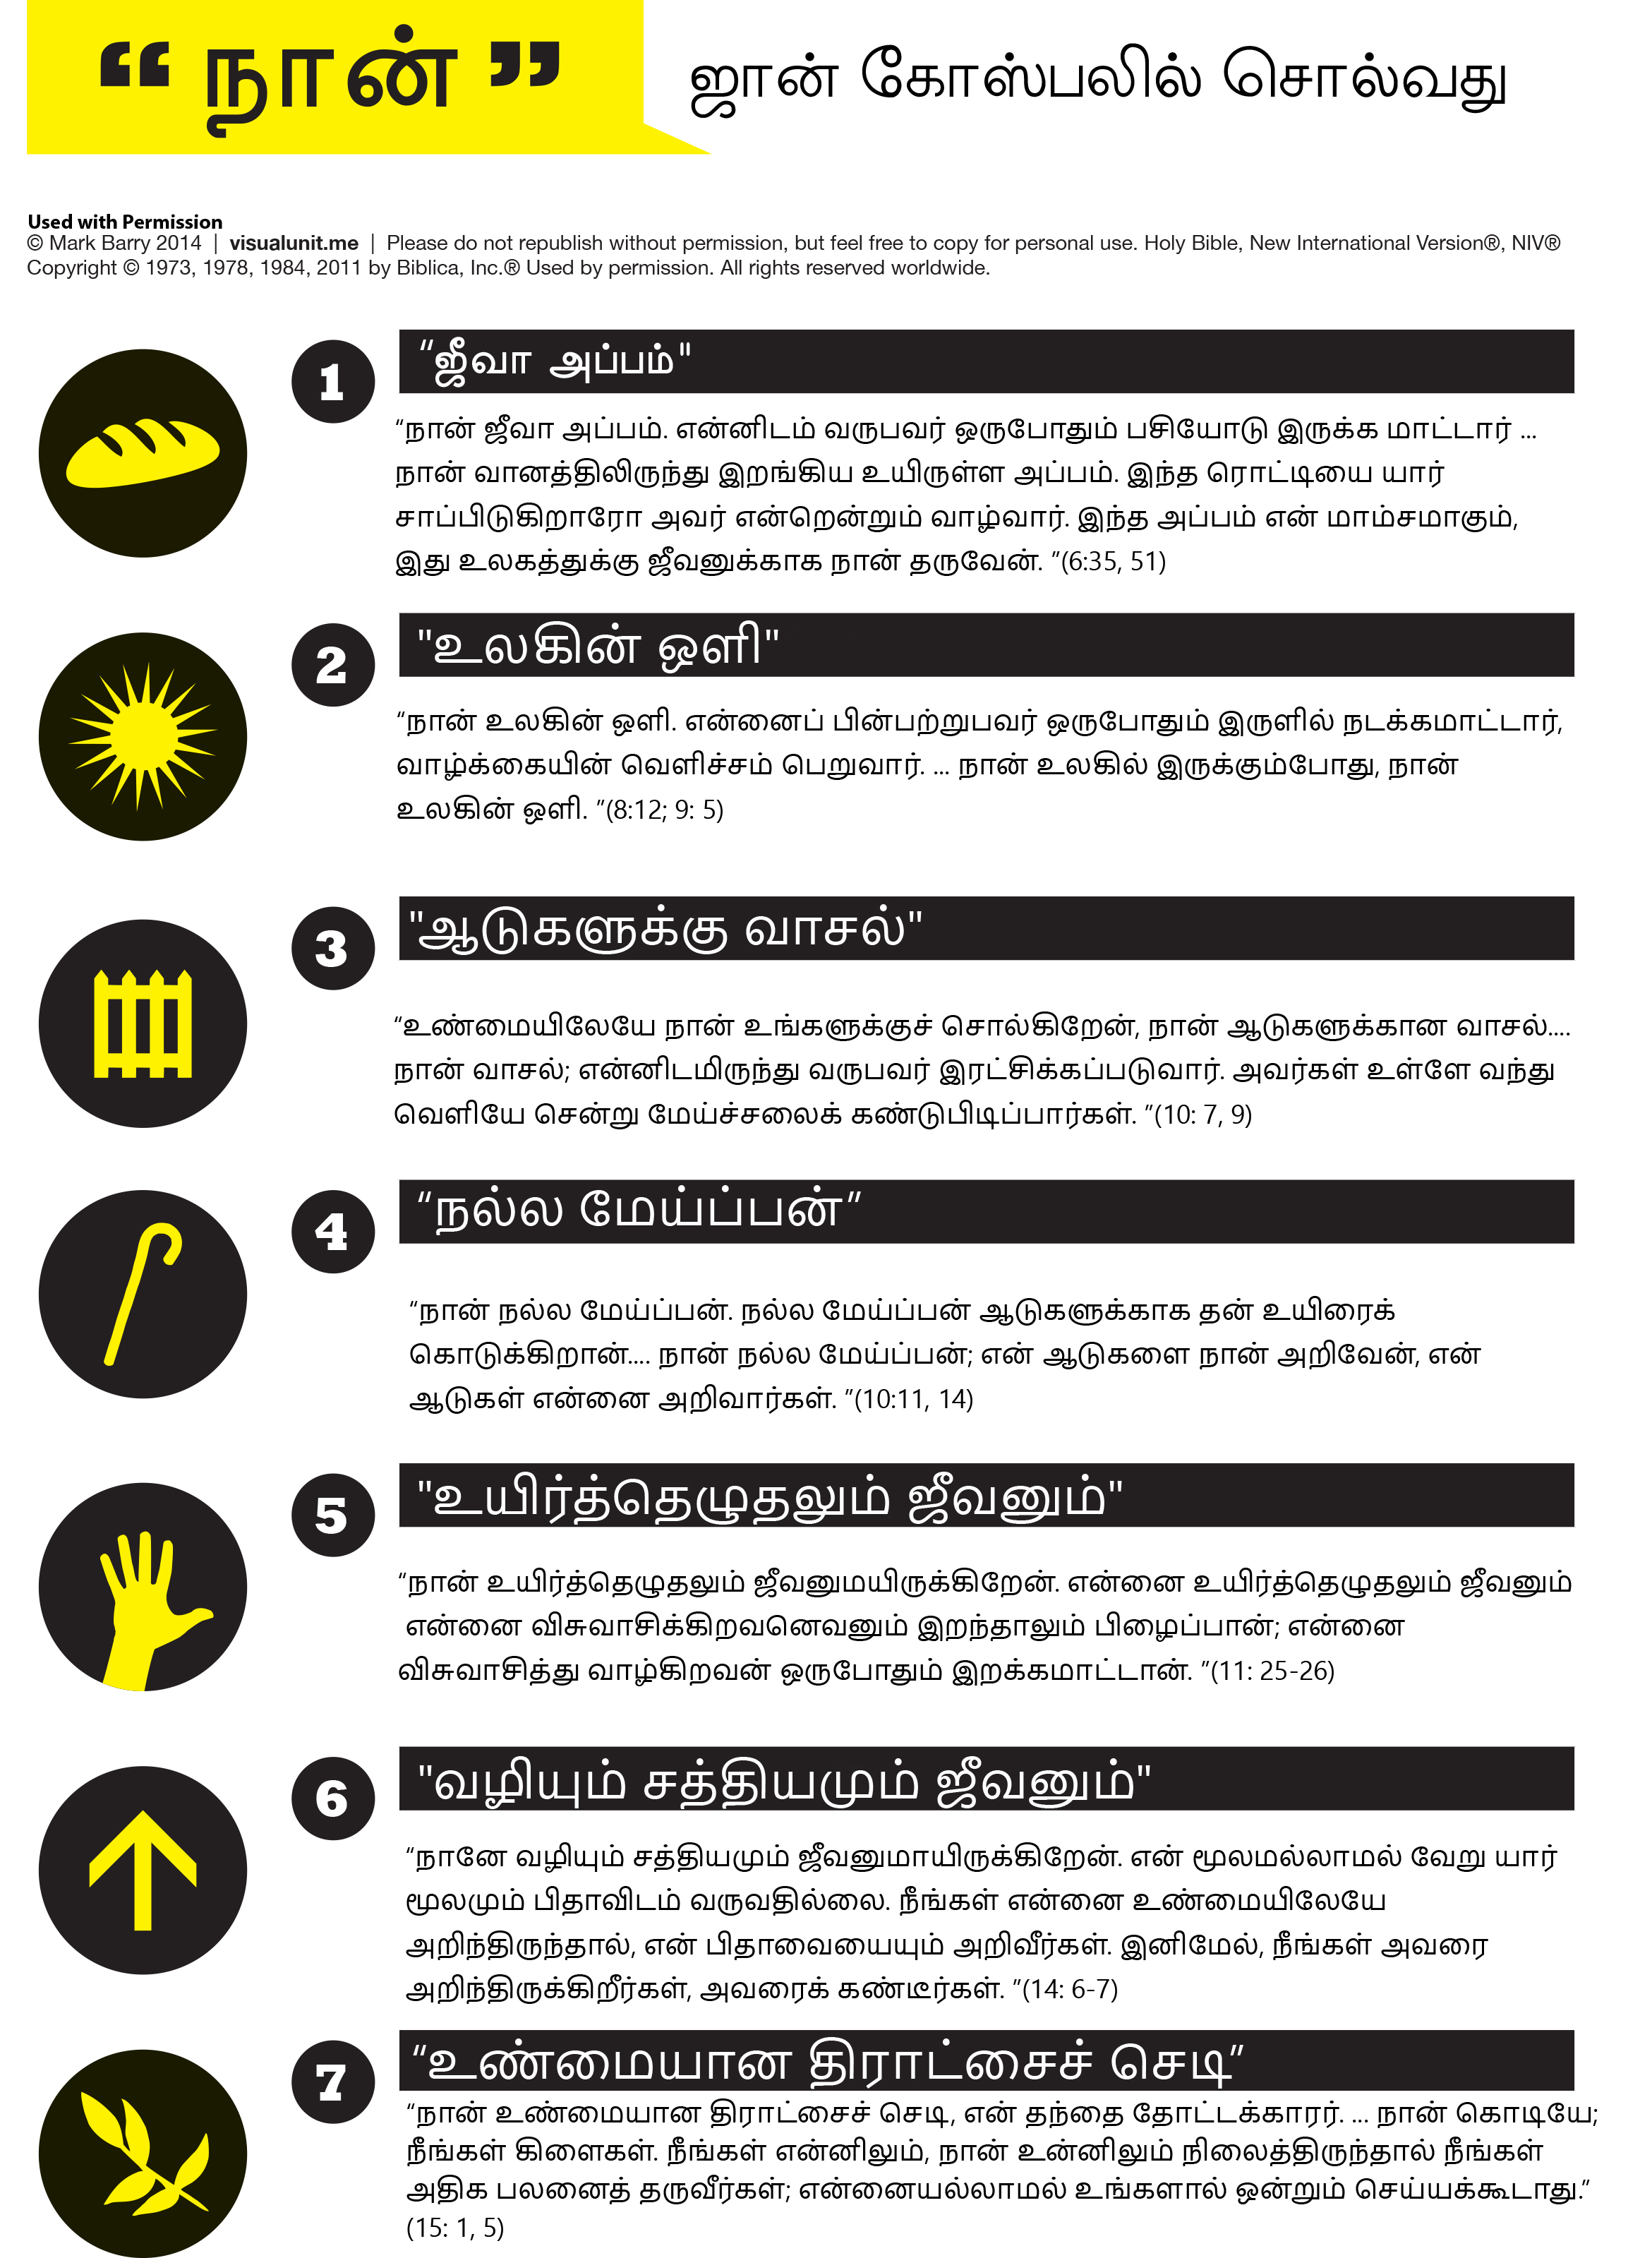 “ நான் ”
ஜான் கோஸ்பலில் சொல்வது
Used with Permission
© Mark Barry 2014 | visualunit.me | Please do not republish without permission, but feel free to copy for personal use. Holy Bible, New International Version®, NIV®
Copyright © 1973, 1978, 1984, 2011 by Biblica, Inc.® Used by permission. All rights reserved worldwide.
1
“ஜீவா அப்பம்"
“நான் ஜீவா அப்பம். என்னிடம் வருபவர் ஒருபோதும் பசியோடு இருக்க மாட்டார் ...
நான் வானத்திலிருந்து இறங்கிய உயிருள்ள அப்பம். இந்த ரொட்டியை யார்
சாப்பிடுகிறாரோ அவர் என்றென்றும் வாழ்வார். இந்த அப்பம் என் மாம்சமாகும்,
இது உலகத்துக்கு ஜீவனுக்காக நான் தருவேன். ”(6:35, 51)
2
"உலகின் ஒளி"
“நான் உலகின் ஒளி. என்னைப் பின்பற்றுபவர் ஒருபோதும் இருளில் நடக்கமாட்டார்,
வாழ்க்கையின் வெளிச்சம் பெறுவார். ... நான் உலகில் இருக்கும்போது, நான்
உலகின் ஒளி. ”(8:12; 9: 5)
3
"ஆடுகளுக்கு வாசல்"
“உண்மையிலேயே நான் உங்களுக்குச் சொல்கிறேன், நான் ஆடுகளுக்கான வாசல்....
நான் வாசல்; என்னிடமிருந்து வருபவர் இரட்சிக்கப்படுவார். அவர்கள் உள்ளே வந்து
வெளியே சென்று மேய்ச்சலைக் கண்டுபிடிப்பார்கள். ”(10: 7, 9)
4
“நல்ல மேய்ப்பன்”
“நான் நல்ல மேய்ப்பன். நல்ல மேய்ப்பன் ஆடுகளுக்காக தன் உயிரைக்
கொடுக்கிறான்.... நான் நல்ல மேய்ப்பன்; என் ஆடுகளை நான் அறிவேன், என்
ஆடுகள் என்னை அறிவார்கள். ”(10:11, 14)
5
"உயிர்த்தெழுதலும் ஜீவனும்"
“நான் உயிர்த்தெழுதலும் ஜீவனுமயிருக்கிறேன். என்னை உயிர்த்தெழுதலும் ஜீவனும்
என்னை விசுவாசிக்கிறவனெவனும் இறந்தாலும் பிழைப்பான்; என்னை
விசுவாசித்து வாழ்கிறவன் ஒருபோதும் இறக்கமாட்டான். ”(11: 25-26)
6
"வழியும் சத்தியமும் ஜீவனும்"
“நானே வழியும் சத்தியமும் ஜீவனுமாயிருக்கிறேன். என் மூலமல்லாமல் வேறு யார்
மூலமும் பிதாவிடம் வருவதில்லை. நீங்கள் என்னை உண்மையிலேயே
அறிந்திருந்தால், என் பிதாவையையும் அறிவீர்கள். இனிமேல், நீங்கள் அவரை
அறிந்திருக்கிறீர்கள், அவரைக் கண்டீர்கள். ”(14: 6-7)
7
“உண்மையான திராட்சைச் செடி”
“நான் உண்மையான திராட்சைச் செடி, என் தந்தை தோட்டக்காரர். ... நான் கொடியே;
நீங்கள் கிளைகள். நீங்கள் என்னிலும், நான் உன்னிலும் நிலைத்திருந்தால் நீங்கள்
அதிக பலனைத் தருவீர்கள்; என்னையல்லாமல் உங்களால் ஒன்றும் செய்யக்கூடாது.”
(15: 1, 5)